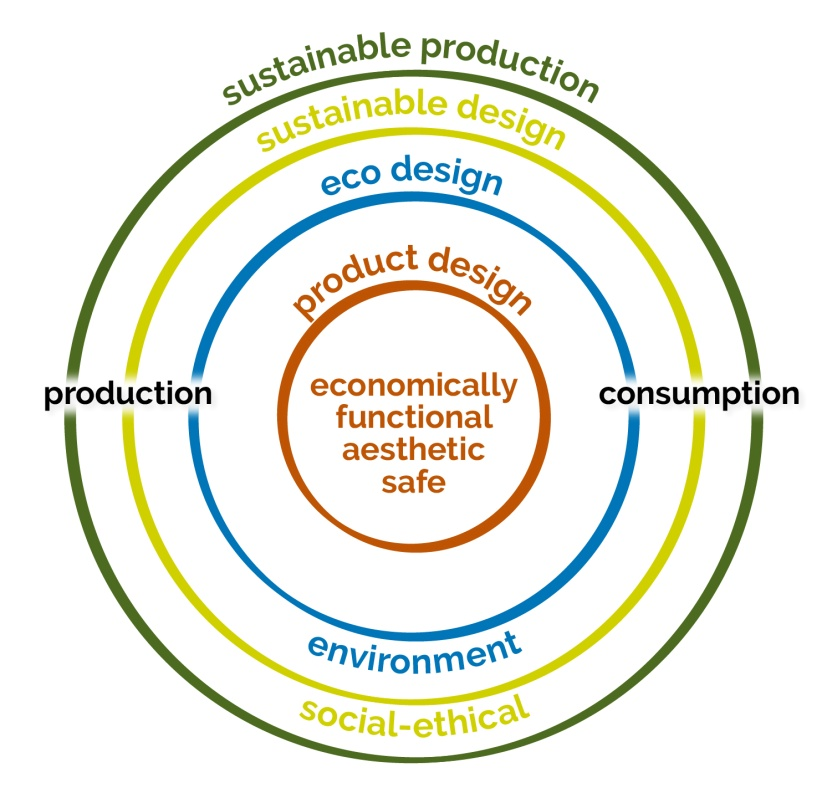 sustainable production
sustainable design
eco design
product design
economically
functional
aesthetic
safe
production
consumption
environment
social-ethical